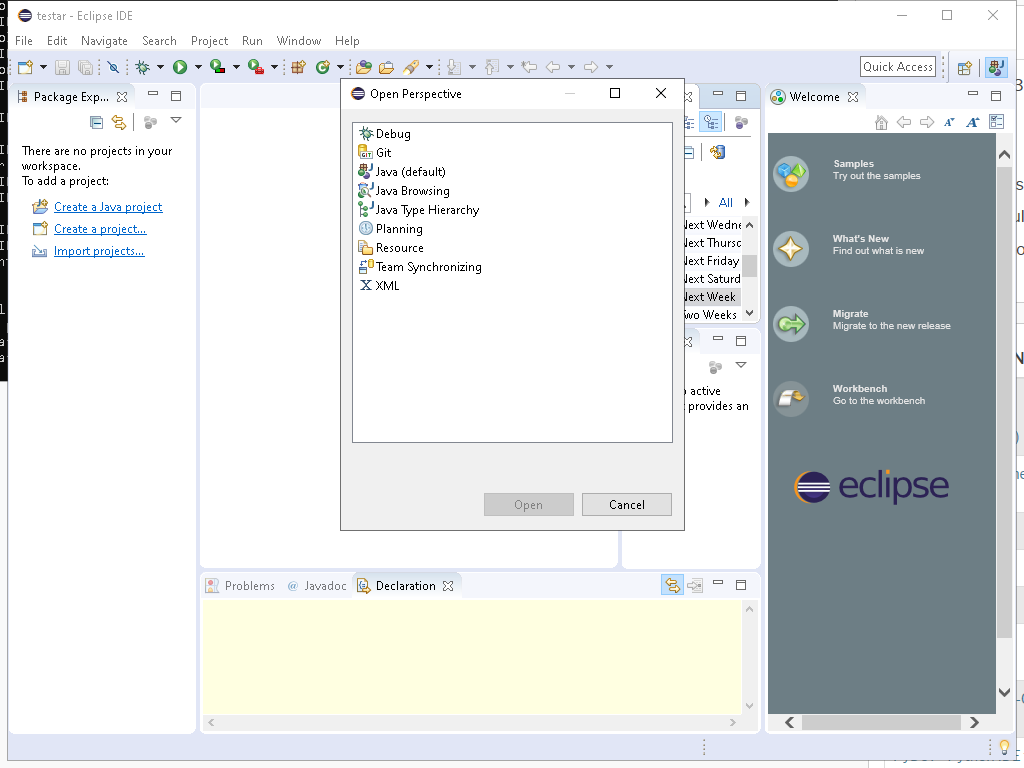 testar - Eclipse IDE
File Edit Navigate Search Project Run Window Help
Quick Access
Package Exp...
There are no projects in your
workspace.
To add a project:
Create a Java project
Create a project...
Import projects...
Open Perspective
Debug
Git
Java (default)
Java Browsing
Java Type Hierarchy
Planning
Resource
Team Synchronizing
XML
Open
Cancel
All
Next Wedne
Next Thursd
Next Friday
Next Saturd
Next Week
Two Weeks
active
provides an
Welcome
Samples
Try out the samples
What's New
Find out what is new
Migrate
Migrate to the new release
Workbench
Go to the workbench
eclipse
Problems
@ Javadoc
Declaration